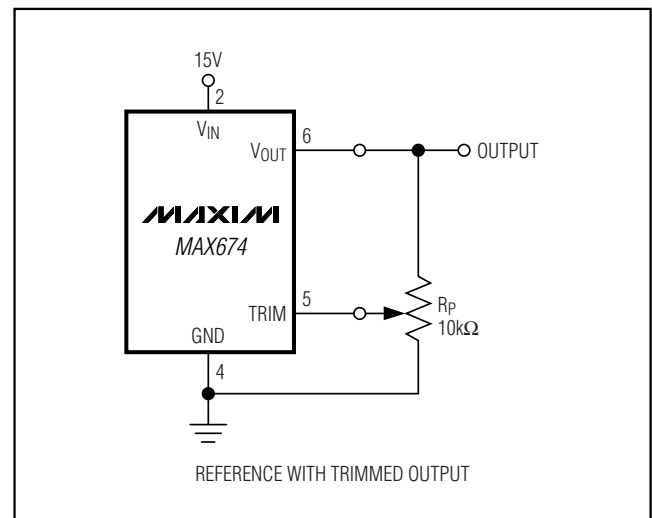 15V
2
VIN
6
VOUT
OUTPUT
MAXIM
MAX674
TRIM
5
RP
10kΩ
GND
4
REFERENCE WITH TRIMMED OUTPUT